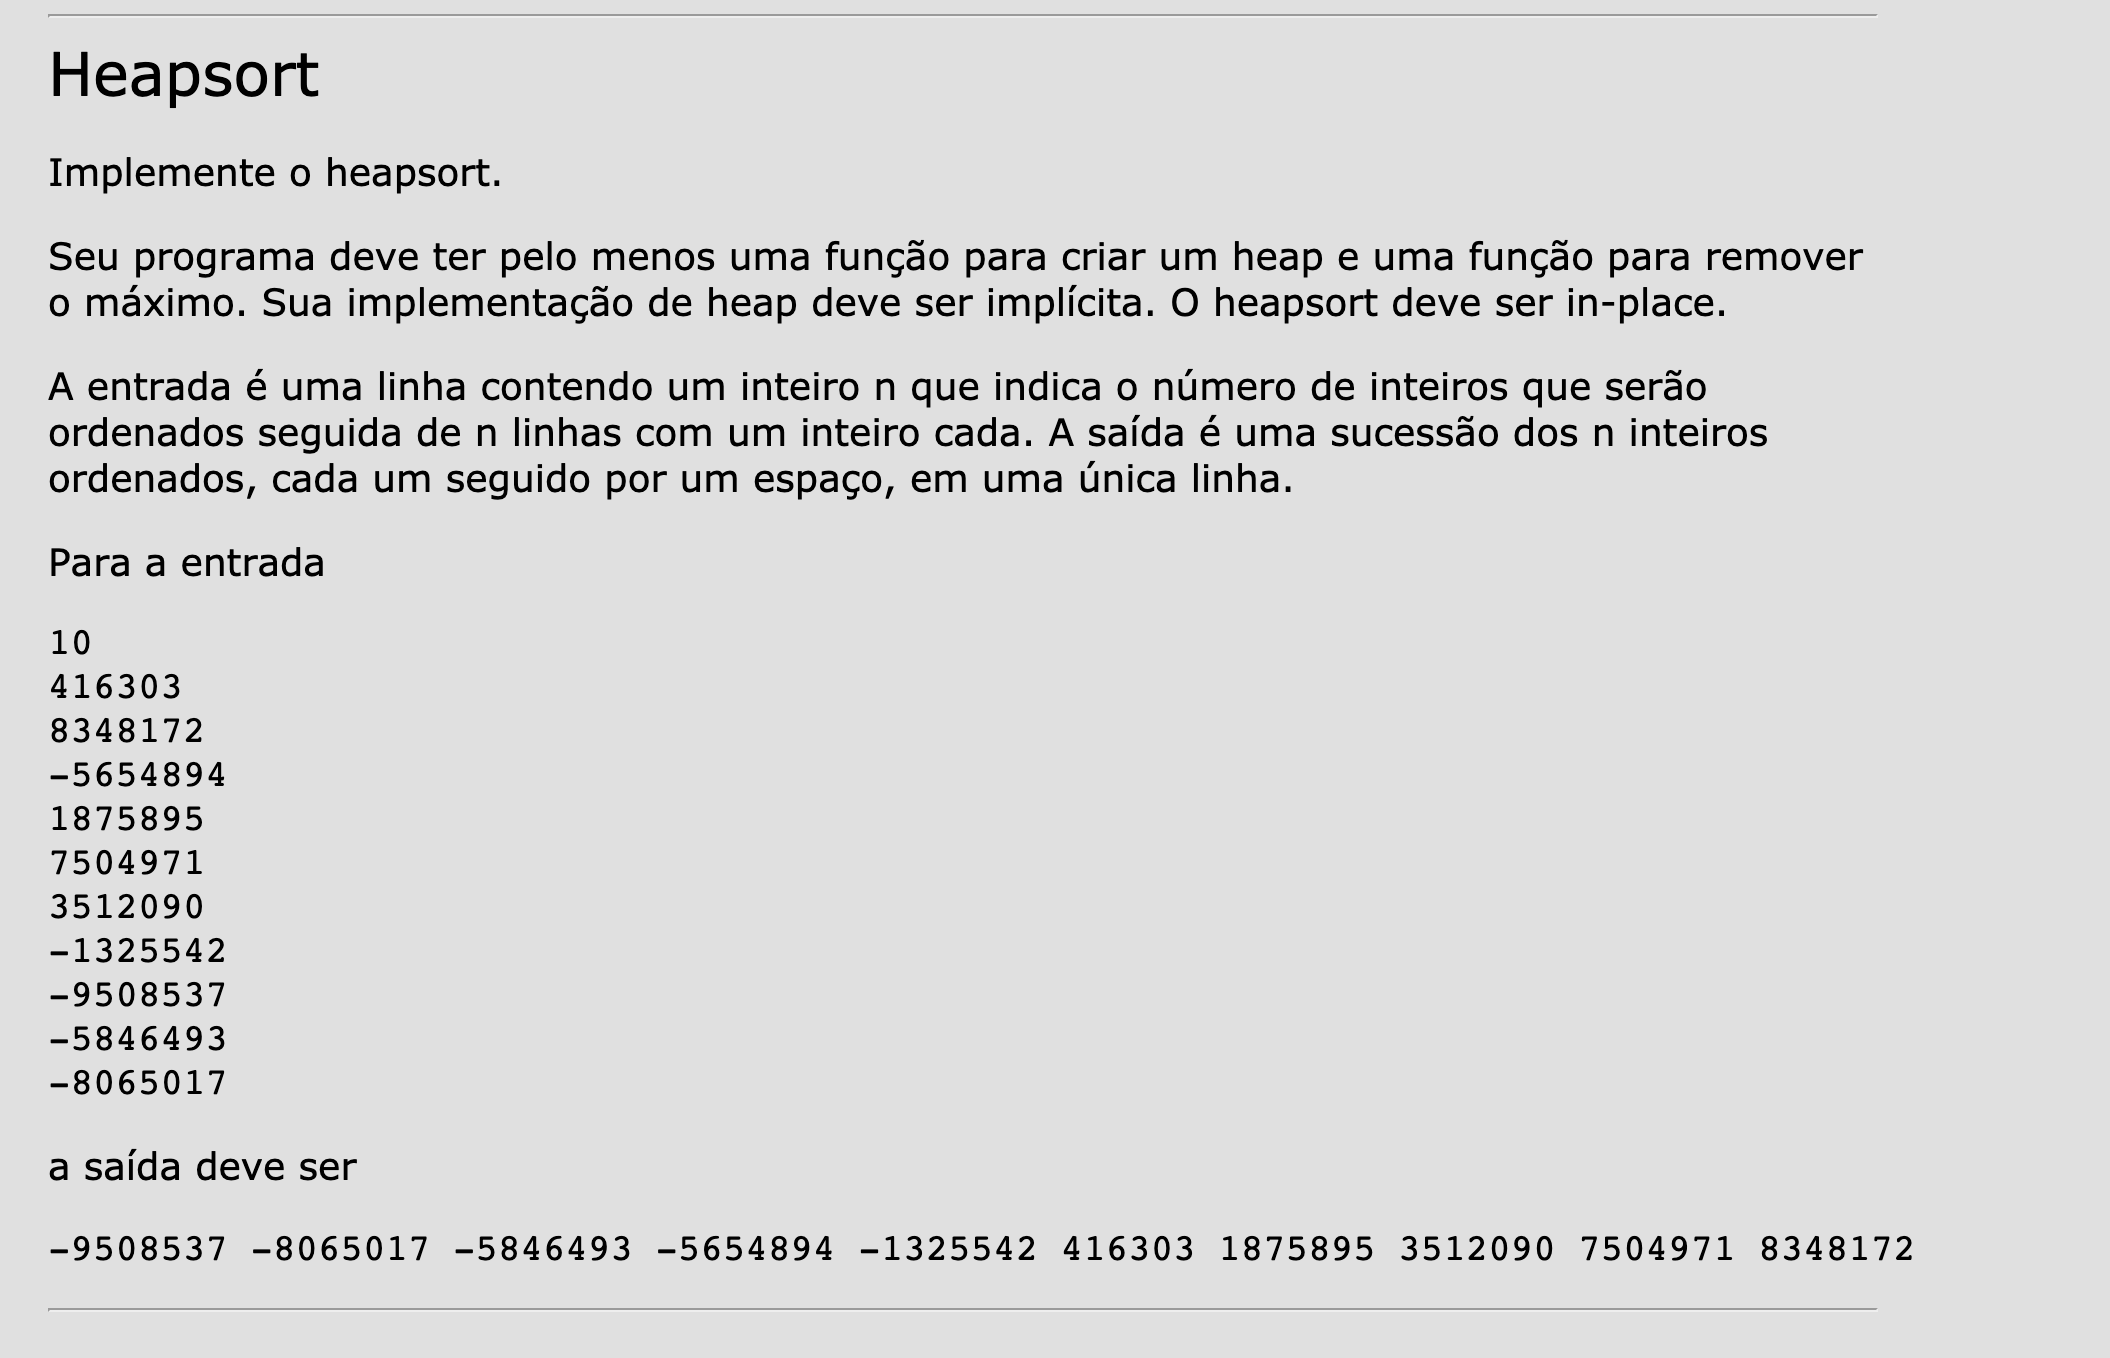 Heapsort
Implemente o heapsort.
Seu programa deve ter pelo menos uma função para criar um heap e uma função para remover
o máximo. Sua implementação de heap deve ser implícita. O heapsort deve ser in-place.
A entrada é uma linha contendo um inteiro n que indica o número de inteiros que serão
ordenados seguida de n linhas com um inteiro cada. A saída é uma sucessão dos n inteiros
ordenados, cada um seguido por um espaço, em uma única linha.
Para a entrada
10
416303
8348172
-5654894
1875895
7504971
3512090
-1325542
-9508537
-5846493
-8065017
a saída deve ser
-9508537 -8065017 -5846493 -5654894 -1325542 416303 1875895 3512090 7504971 8348172